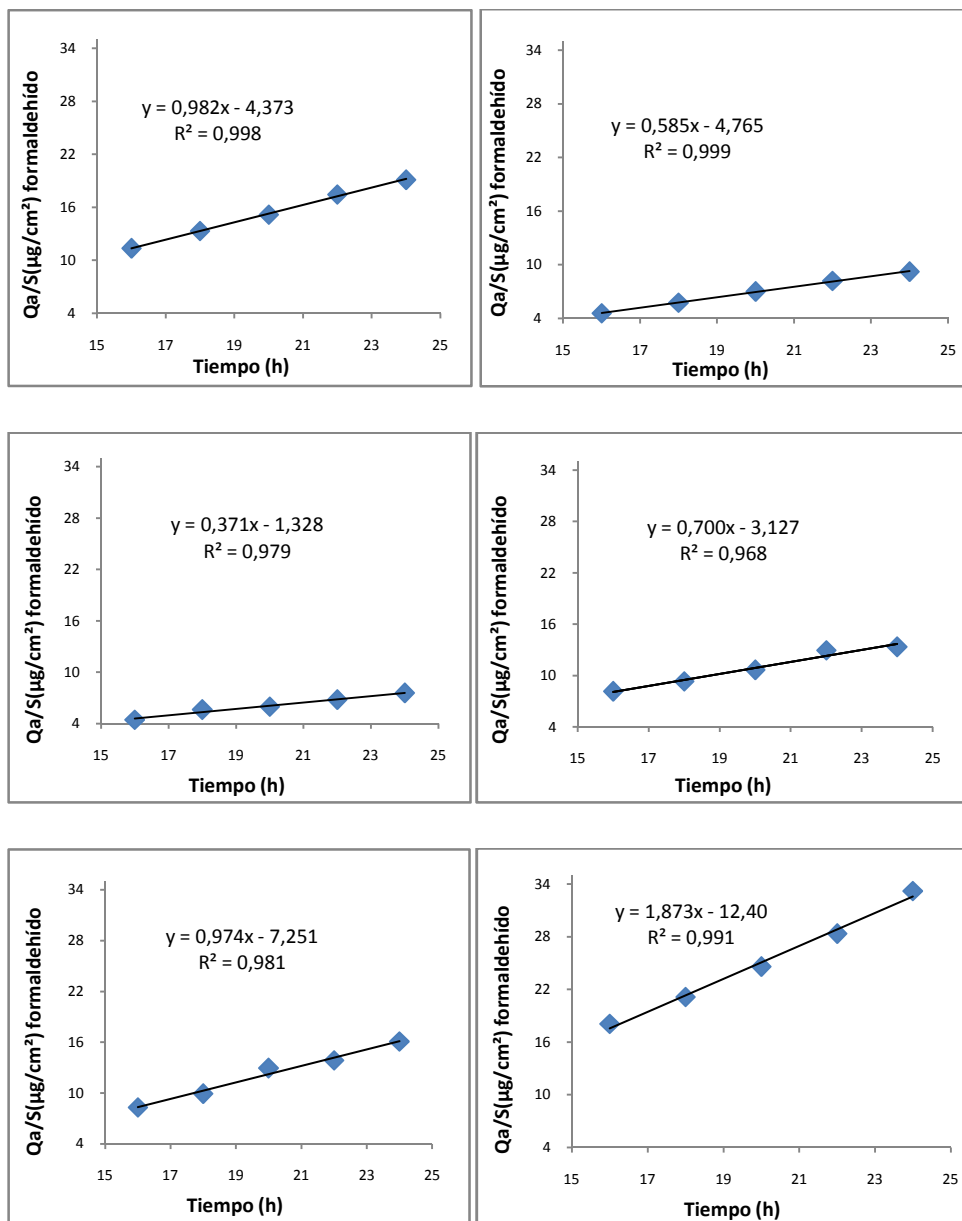 Qa/S(µg/cm²) formaldehído
34
28
22
16
10
4
y = 0,982x - 4,373
R² = 0,998
15 17 19 21 23 25
Tiempo (h)
Qa/S(µg/cm²) formaldehído
34
28
22
16
10
4
y = 0,585x - 4,765
R² = 0,999
15 17 19 21 23 25
Tiempo (h)
Qa/S(µg/cm²) formaldehído
34
28
22
16
10
4
y = 0,371x - 1,328
R² = 0,979
15 17 19 21 23 25
Tiempo (h)
Qa/S(µg/cm²) formaldehído
34
28
22
16
10
4
y = 0,700x - 3,127
R² = 0,968
15 17 19 21 23 25
Tiempo (h)
Qa/S(µg/cm²) formaldehído
34
28
22
16
10
4
y = 0,974x - 7,251
R² = 0,981
15 17 19 21 23 25
Tiempo (h)
Qa/S(µg/cm²) formaldehído
34
28
22
16
10
4
y = 1,873x - 12,40
R² = 0,991
15 17 19 21 23 25
Tiempo (h)